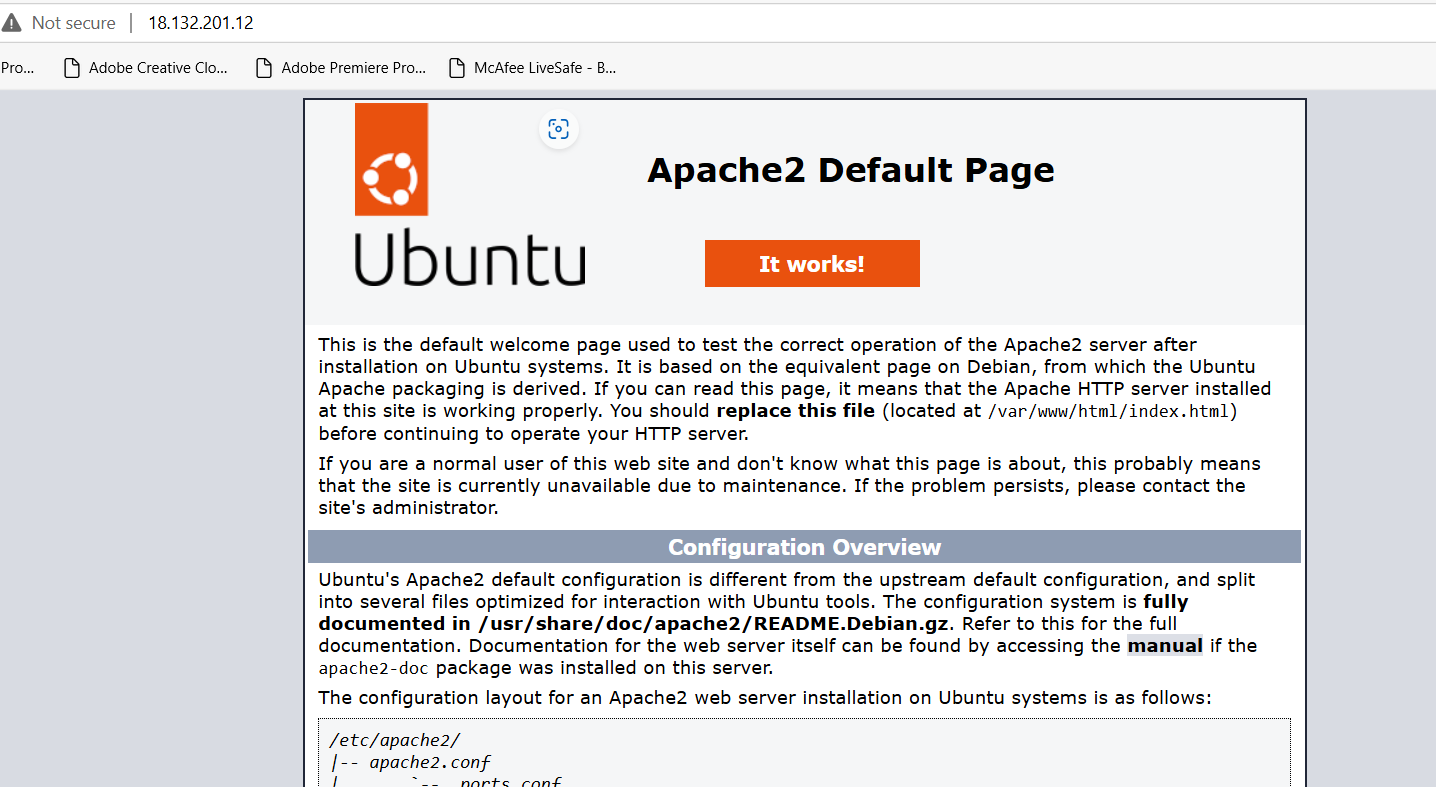 Not secure 18.132.201.12
Pro... Adobe Creative Clo... Adobe Premiere Pro... McAfee LiveSafe - B...
Apache2 Default Page
Ubuntu
It works!
This is the default welcome page used to test the correct operation of the Apache2 server after
installation on Ubuntu systems. It is based on the equivalent page on Debian, from which the Ubuntu
Apache packaging is derived. If you can read this page, it means that the Apache HTTP server installed
at this site is working properly. You should replace this file (located at /var/www/html/index.html)
before continuing to operate your HTTP server.
If you are a normal user of this web site and don't know what this page is about, this probably means
that the site is currently unavailable due to maintenance. If the problem persists, please contact the
site's administrator.
Configuration Overview
Ubuntu's Apache2 default configuration is different from the upstream default configuration, and split
into several files optimized for interaction with Ubuntu tools. The configuration system is fully
documented in /usr/share/doc/apache2/README.Debian.gz. Refer to this for the full
documentation. Documentation for the web server itself can be found by accessing the manual if the
apache2-doc package was installed on this server.
The configuration layout for an Apache2 web server installation on Ubuntu systems is as follows:
/etc/apache2/
|-- apache2.conf
|       `--  ports.conf